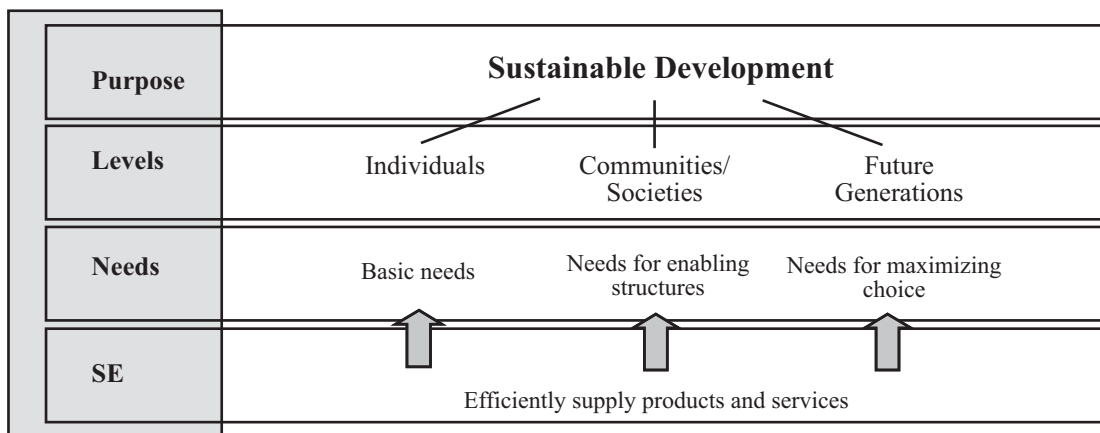 Purpose
Sustainable Development
Levels
Individuals
Communities/
Societies
Future
Generations
Needs
Basic needs
Needs for enabling
structures
Needs for maximizing
choice
SE
Efficiently supply products and services